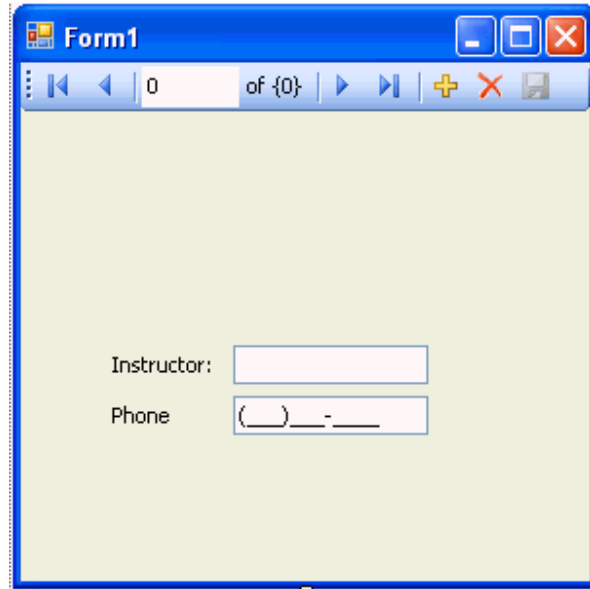 Form1
0 of {0}
Instructor:
Phone (___)___-____